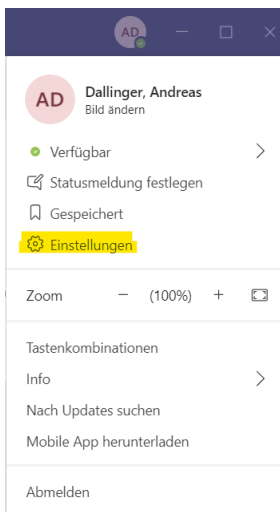 AD
AD
Dallinger, Andreas
Bild ändern
Verfügbar
Statusmeldung festlegen
Gespeichert
Einstellungen
Zoom − (100%) +
Tastenkombinationen
Info
Nach Updates suchen
Mobile App herunterladen
Abmelden